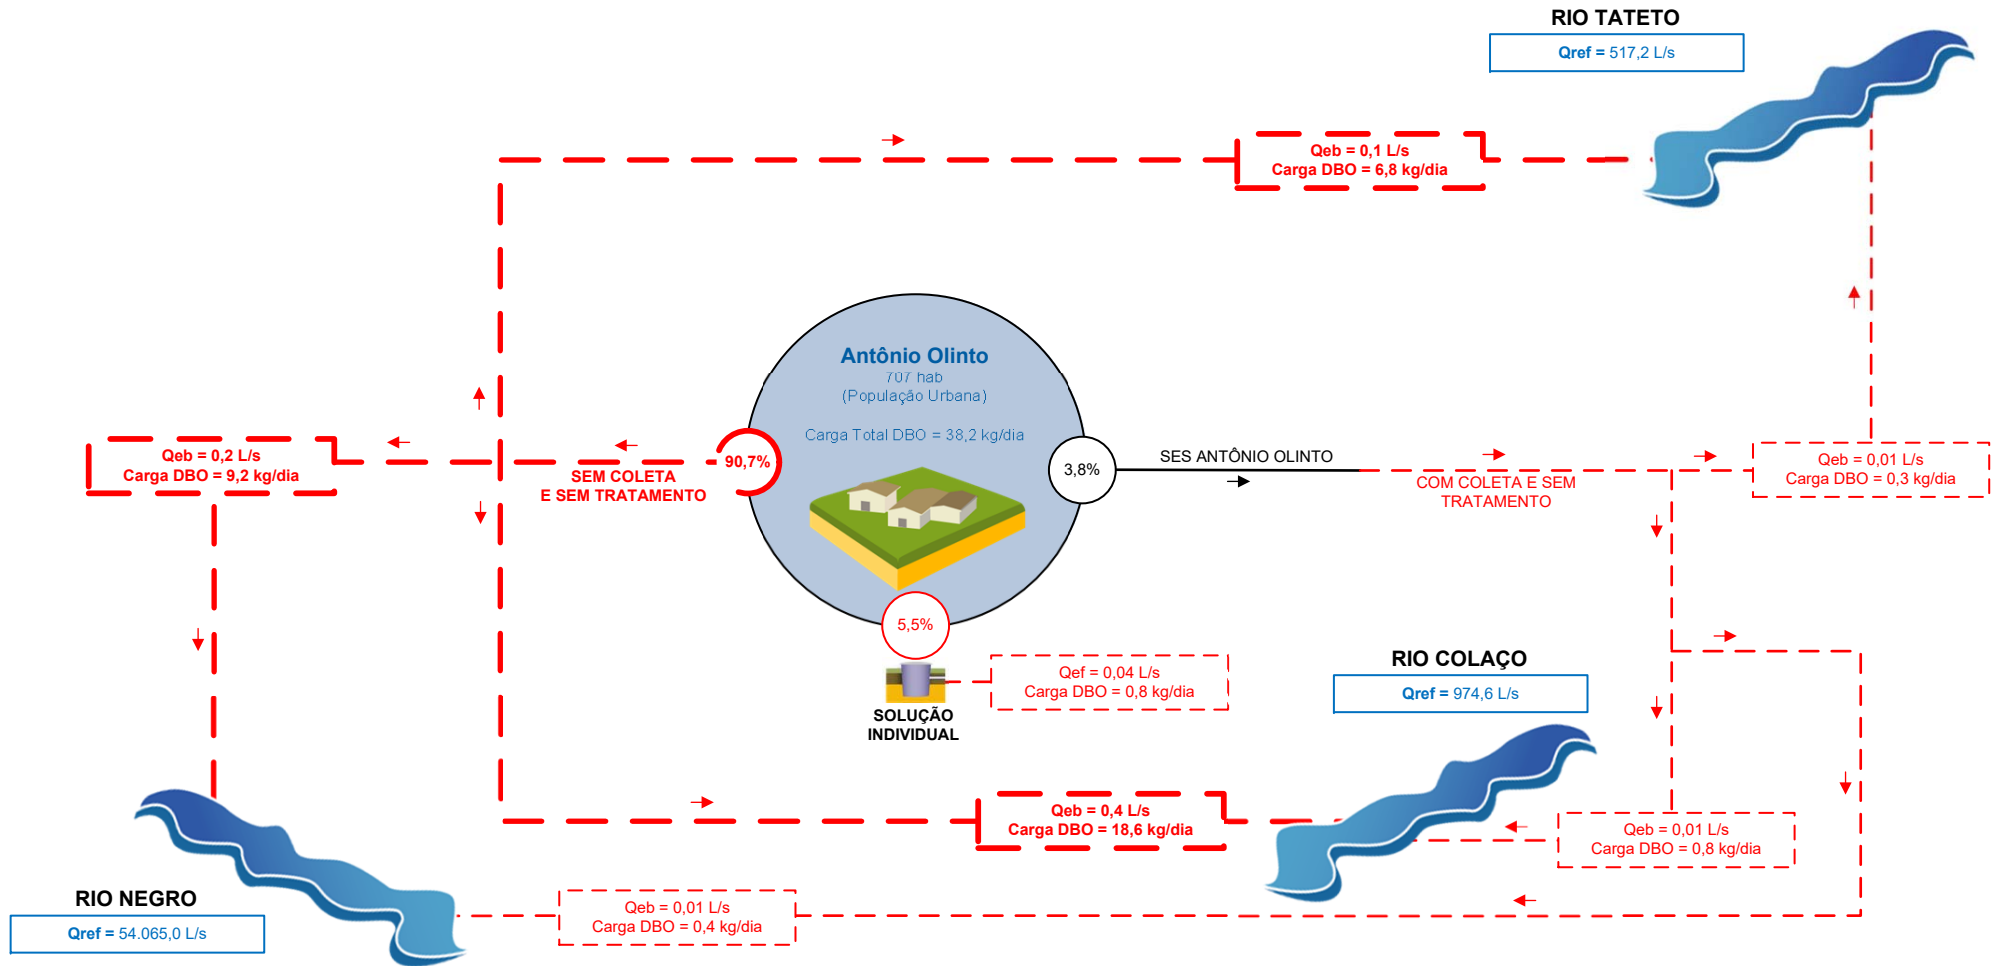 RIO TATETO
Qref = 517,2 L/s
Qeb = 0,1 L/s
Carga DBO = 6,8 kg/dia
Antônio Olinto
707 hab
(População Urbana)
Carga Total DBO = 38,2 kg/dia
Qeb = 0,2 L/s
Carga DBO = 9,2 kg/dia
90,7%
SEM COLETA
E SEM TRATAMENTO
3,8%
SES ANTÔNIO OLINTO
COM COLETA E SEM
TRATAMENTO
Qeb = 0,01 L/s
Carga DBO = 0,3 kg/dia
5,5%
SOLUÇÃO
INDIVIDUAL
Qef = 0,04 L/s
Carga DBO = 0,8 kg/dia
RIO COLAÇO
Qref = 974,6 L/s
Qeb = 0,4 L/s
Carga DBO = 18,6 kg/dia
Qeb = 0,01 L/s
Carga DBO = 0,8 kg/dia
RIO NEGRO
Qref = 54.065,0 L/s
Qeb = 0,01 L/s
Carga DBO = 0,4 kg/dia